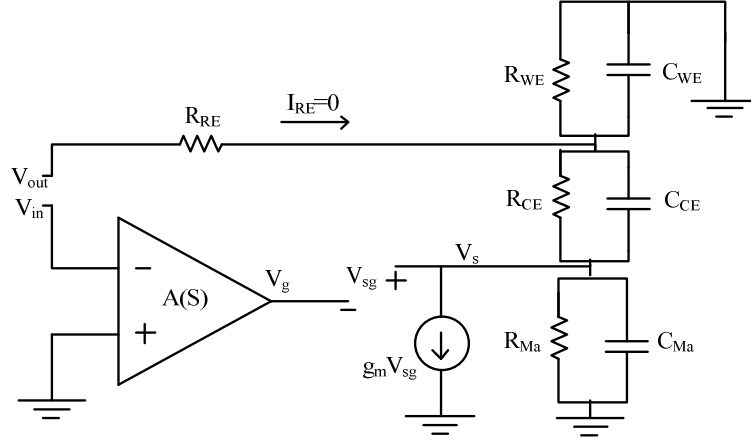 R_WE
C_WE
I_RE=0
R_RE
V_out
V_in
R_CE
C_CE
V_s
V_g
V_sg
A(S)
g_mV_sg
R_Ma
C_Ma